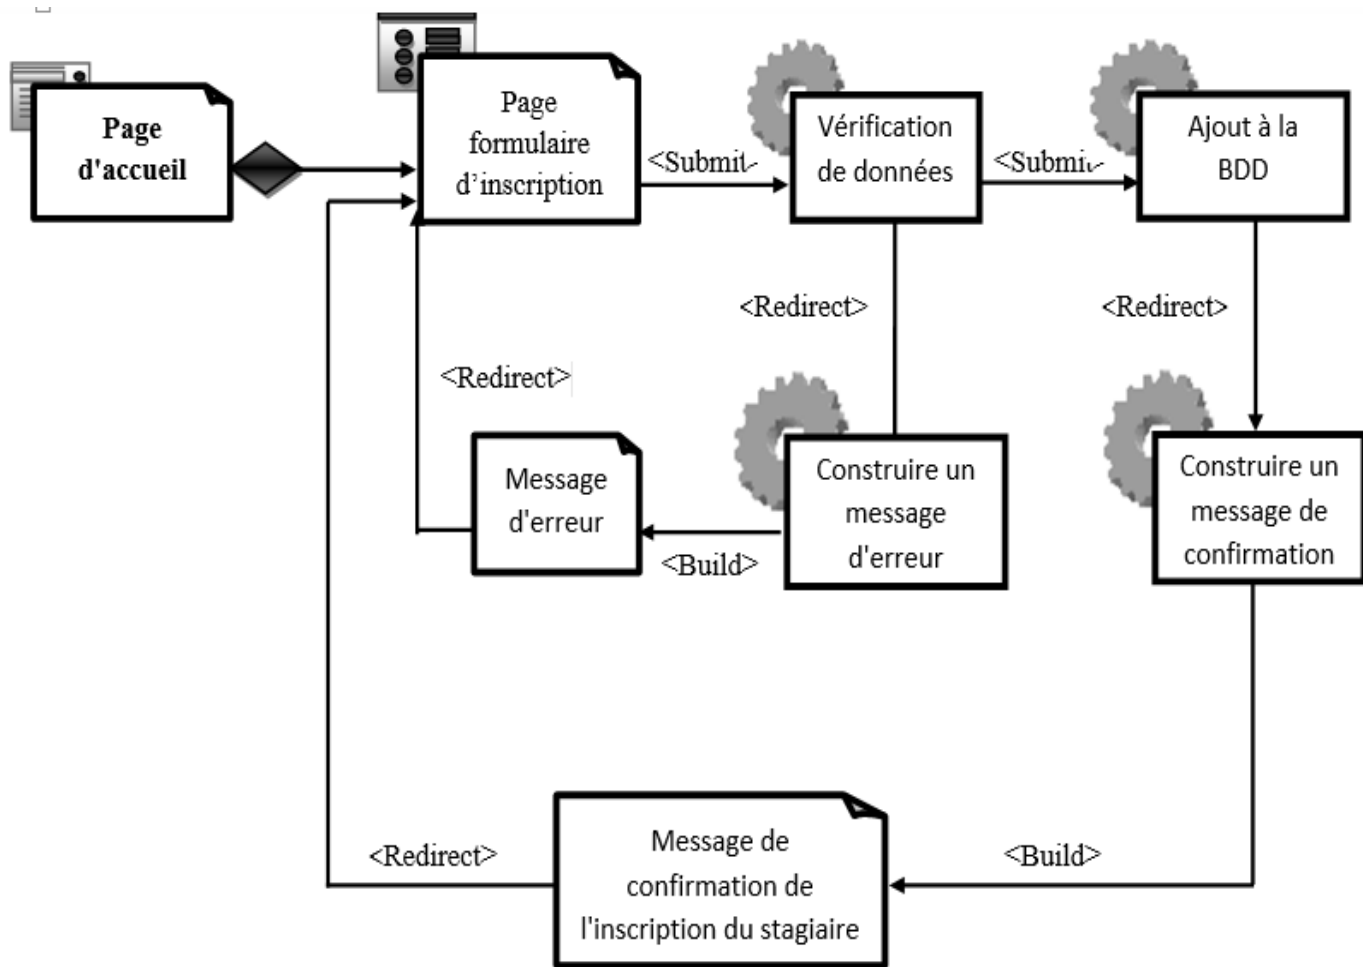 Page
d'accueil
Page
formulaire
d’inscription
<Submit
Vérification
de données
<Submit
Ajout à la
BDD
<Redirect>
<Redirect>
<Redirect>
Message
d'erreur
<Build>
Construire un
message
d'erreur
Construire un
message de
confirmation
<Redirect>
Message de
confirmation de
l'inscription du stagiaire
<Build>